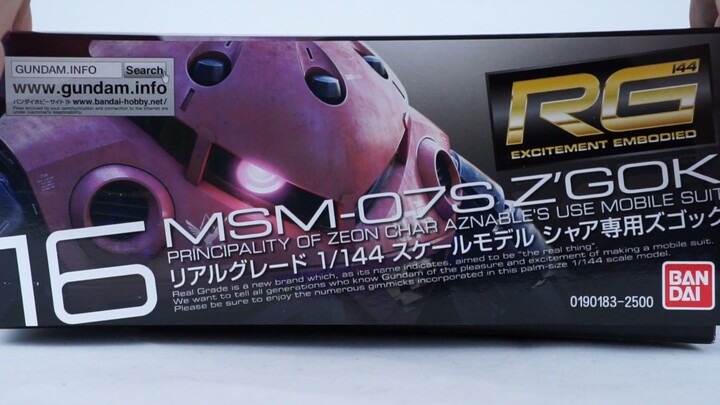 GUNDAM.INFO Search
www.gundam.info
バンダイホビーサイト www.bandai-hobby.net/
144
RG
EXCITEMENT EMBODIED
16
MSM-07S Z'GOK
PRINCIPALITY OF ZEON CHAR AZNABLE'S USE MOBILE SUIT
リアルグレード 1/144 スケールモデル シャア専用ズゴック
Real Grade is a new brand which, as its name indicates, aimed to be "the real thing".
We want to tell all generations who know Gundam of the pleasure and excitement of making a mobile suit.
Please be sure to enjoy the numerous gimmicks incorporated in this palm-size 1/144 scale model.
BAN
DAI
0190183-2500